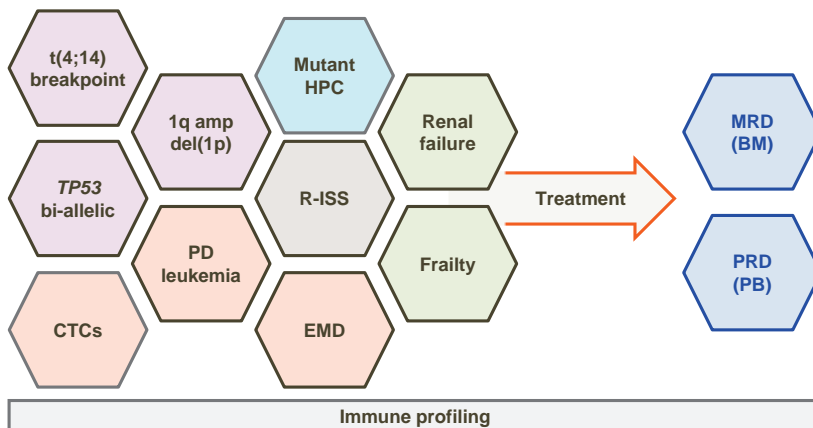 t(4;14)
breakpoint
1q amp
del(1p)
Mutant
HPC
Renal
failure
TP53
bi-allelic
R-ISS
PD
leukemia
Frailty
CTCs
EMD
Treatment
MRD
(BM)
PRD
(PB)
Immune profiling